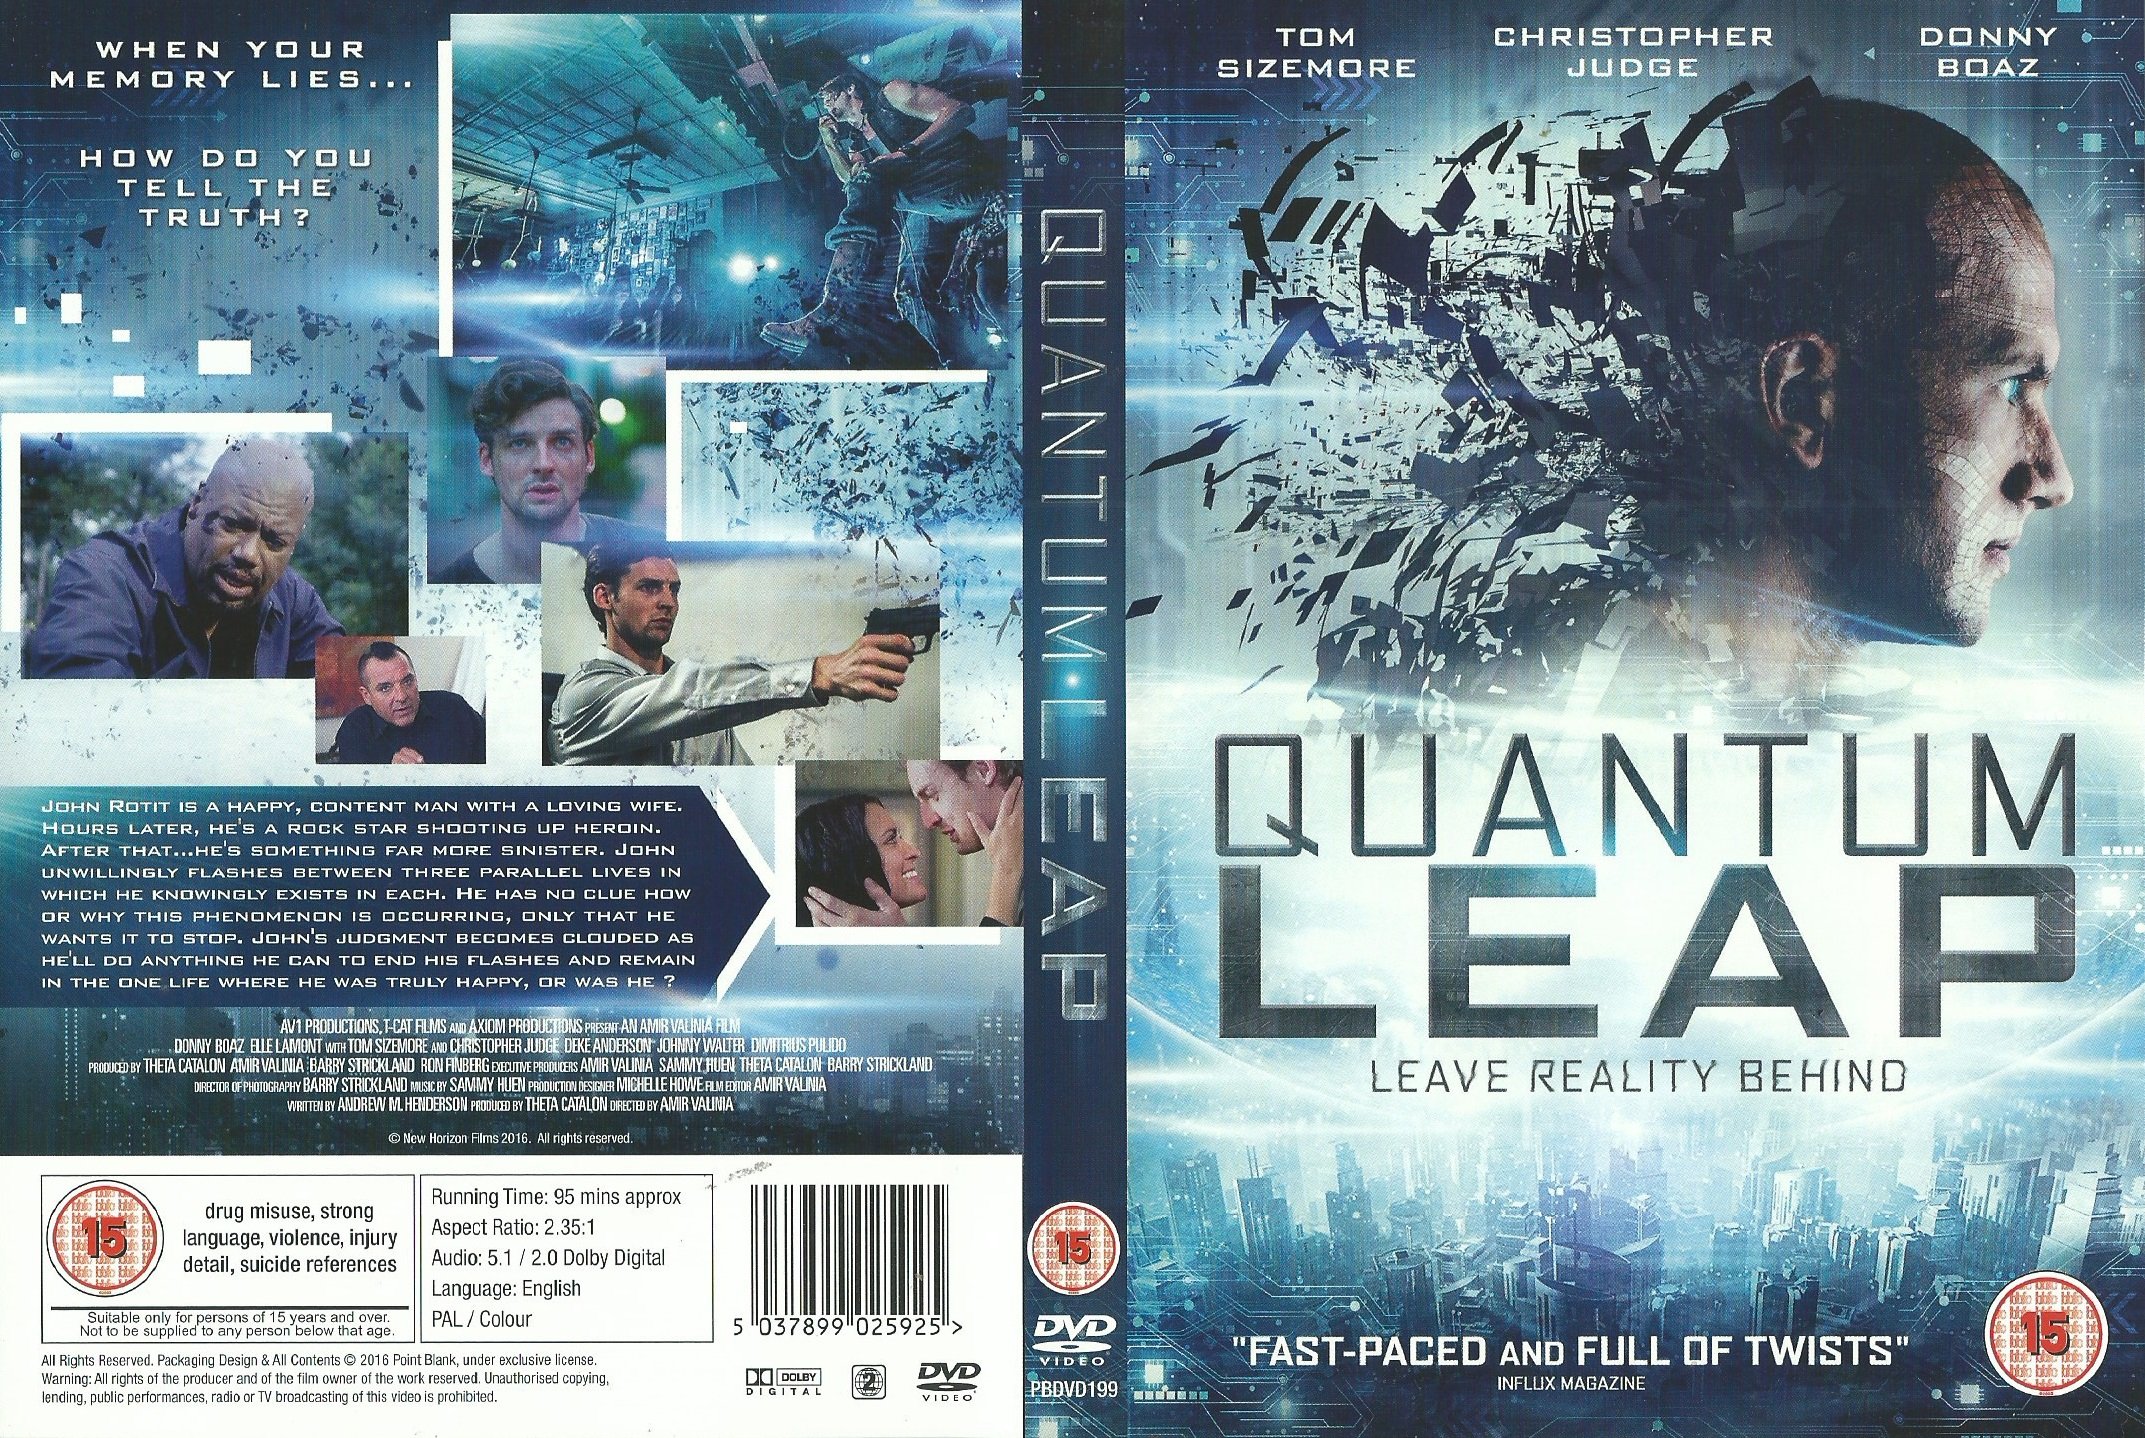 WHEN YOUR
MEMORY LIES...
HOW DO YOU
TELL THE
TRUTH?
JOHN ROTIT IS A HAPPY, CONTENT MAN WITH A LOVING WIFE.
HOURS LATER, HE'S A ROCK STAR SHOOTING UP HEROIN.
AFTER THAT...HE'S SOMETHING FAR MORE SINISTER. JOHN
UNWILLINGLY FLASHES BETWEEN THREE PARALLEL LIVES IN
WHICH HE KNOWINGLY EXISTS IN EACH. HE HAS NO CLUE HOW
OR WHY THIS PHENOMENON IS OCCURRING, ONLY THAT HE
WANTS IT TO STOP. JOHN'S JUDGMENT BECOMES CLOUDED AS
HE'LL DO ANYTHING HE CAN TO END HIS FLASHES AND REMAIN
IN THE ONE LIFE WHERE HE WAS TRULY HAPPY, OR WAS HE ?
AV1 PRODUCTIONS, T-CAT FILMS AND AXIOM PRODUCTIONS PRESENT AN AMIR VALINIA FILM
DONNY BOAZ ELLE LAMONT WITH TOM SIZEMORE AND CHRISTOPHER JUDGE DEKE ANDERSON JOHNNY WALTER DIMITRIUS PULIDO
PRODUCED BY THETA CATALON AMIR VALINIA BARRY STRICKLAND RON FINBERG EXECUTIVE PRODUCERS AMIR VALINIA SAMMY HUEN THETA CATALON BARRY STRICKLAND
DIRECTOR OF PHOTOGRAPHY BARRY STRICKLAND MUSIC BY SAMMY HUEN PRODUCTION DESIGNER MICHELLE HOWE FILM EDITOR AMIR VALINIA
WRITTEN BY ANDREW M. HENDERSON PRODUCED BY THETA CATALON DIRECTED BY AMIR VALINIA
© New Horizon Films 2016. All rights reserved.
15
drug misuse, strong
language, violence, injury
detail, suicide references
Suitable only for persons of 15 years and over.
Not to be supplied to any person below that age.
Running Time: 95 mins approx
Aspect Ratio: 2.35:1
Audio: 5.1 / 2.0 Dolby Digital
Language: English
PAL / Colour
5 037899 025925 >
All Rights Reserved. Packaging Design & All Contents © 2016 Point Blank, under exclusive license.
Warning: All rights of the producer and of the film owner of the work reserved. Unauthorised copying,
lending, public performances, radio or TV broadcasting of this video is prohibited.
DOLBY
DIGITAL
2
DVD
VIDEO
QUANTUM LEAP
15
DVD
VIDEO
PBDVD199
TOM
SIZEMORE
CHRISTOPHER
JUDGE
DONNY
BOAZ
QUANTUM
LEAP
LEAVE REALITY BEHIND
"FAST-PACED AND FULL OF TWISTS"
INFLUX MAGAZINE
15